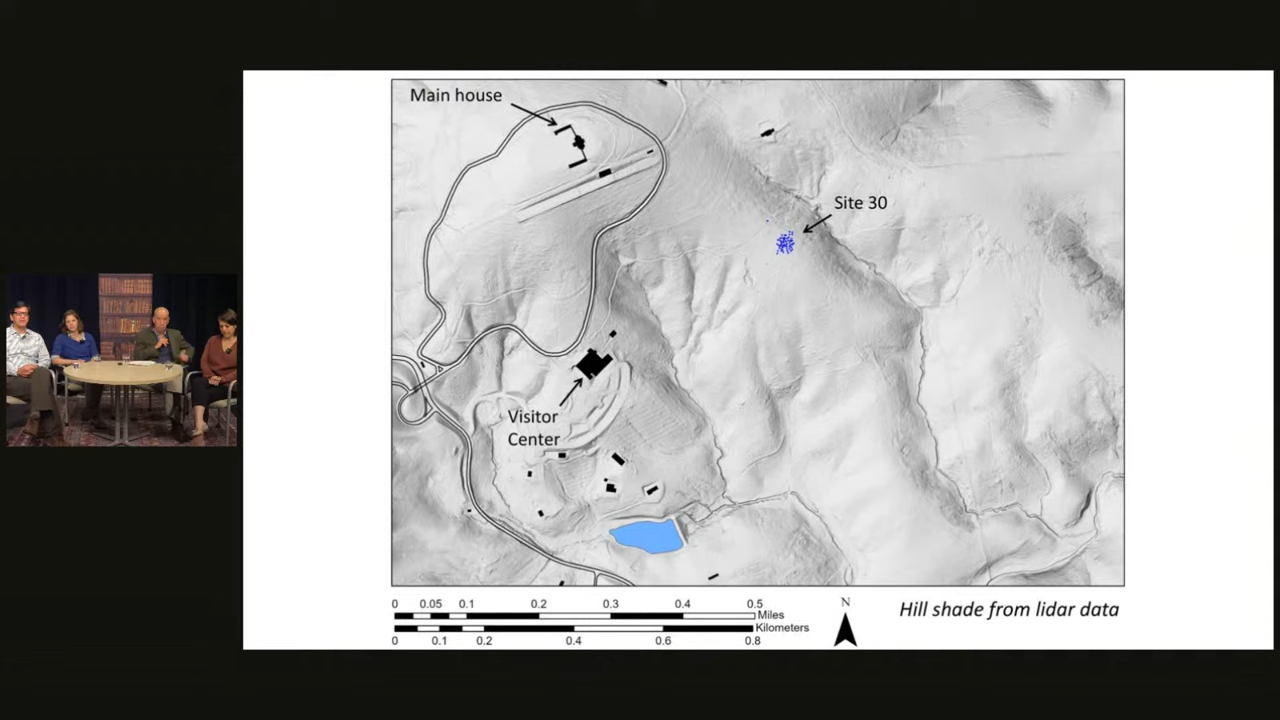 Main house
Site 30
Visitor
Center
0 0.05 0.1 0.2 0.3 0.4 0.5
Miles
Kilometers
0 0.1 0.2 0.4 0.6 0.8
N
Hill shade from lidar data